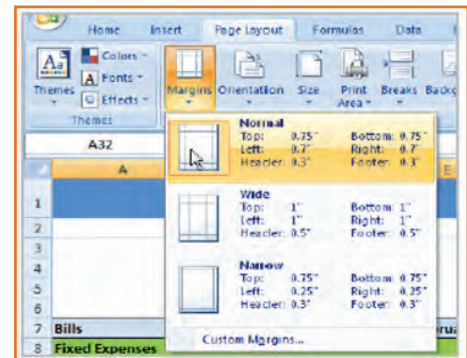 Home Insert Page Layout Formulas Data
Colors
Aa
A Fonts
Themes Effects
Margins Orientation Size Print Area Breaks
Themes
A32
A E
Normal
Top: 0.75" Bottom: 0.75"
Left: 0.7" Right: 0.7"
Header: 0.3" Footer: 0.3"
1
Wide
Top: 1" Bottom: 1"
Left: 1" Right: 1"
Header: 0.5" Footer: 0.5"
2
3
Narrow
4
Top: 0.75" Bottom: 0.75"
5
Left: 0.25" Right: 0.25"
Header: 0.3" Footer: 0.3"
6
7 Bills
Custom Margins...
8 Fixed Expenses